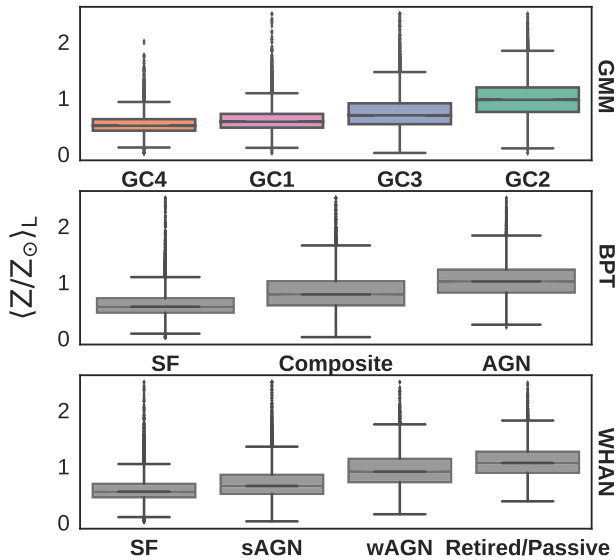 2
1
0
GMM
GC4 GC1 GC3 GC2
⟨Z/Z⊙⟩L
2
1
0
BPT
SF Composite AGN
2
1
0
WHAN
SF sAGN wAGN Retired/Passive